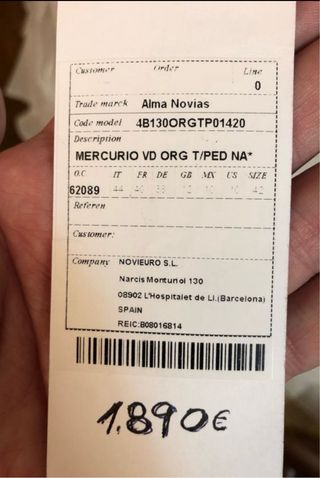 Customer Order Line
0
Trade marck Alma Novias
Code model 4B130ORGTP01420
Description
MERCURIO VD ORG T/PED NA*
O.C IT FR DE GB MX US SIZE
62089 44 40 38 12 10 10 42
Referen
Customer:
Company NOVIEURO S.L.
Narcis Monturiol 130
08902 L'Hospitalet de Ll.(Barcelona)
SPAIN
REIC:B08016814
1.890€